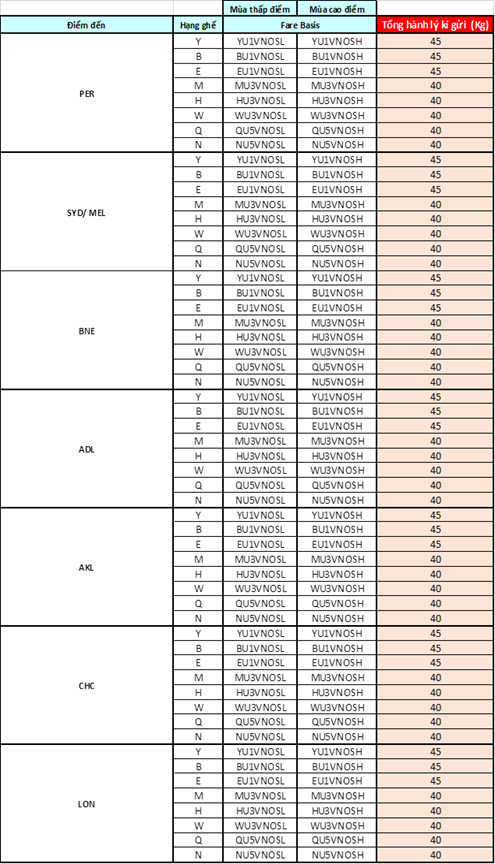 Mùa thấp điểm Mùa cao điểm
Điểm đến Hạng ghế Fare Basis Tổng hành lý kí gửi (Kg)
PER
Y YU1VNOSL YU1VNOSH 45
B BU1VNOSL BU1VNOSH 45
E EU1VNOSL EU1VNOSH 45
M MU3VNOSL MU3VNOSH 40
H HU3VNOSL HU3VNOSH 40
W WU3VNOSL WU3VNOSH 40
Q QU5VNOSL QU5VNOSH 40
N NU5VNOSL NU5VNOSH 40
SYD/ MEL
Y YU1VNOSL YU1VNOSH 45
B BU1VNOSL BU1VNOSH 45
E EU1VNOSL EU1VNOSH 45
M MU3VNOSL MU3VNOSH 40
H HU3VNOSL HU3VNOSH 40
W WU3VNOSL WU3VNOSH 40
Q QU5VNOSL QU5VNOSH 40
N NU5VNOSL NU5VNOSH 40
BNE
Y YU1VNOSL YU1VNOSH 45
B BU1VNOSL BU1VNOSH 45
E EU1VNOSL EU1VNOSH 45
M MU3VNOSL MU3VNOSH 40
H HU3VNOSL HU3VNOSH 40
W WU3VNOSL WU3VNOSH 40
Q QU5VNOSL QU5VNOSH 40
N NU5VNOSL NU5VNOSH 40
ADL
Y YU1VNOSL YU1VNOSH 45
B BU1VNOSL BU1VNOSH 45
E EU1VNOSL EU1VNOSH 45
M MU3VNOSL MU3VNOSH 40
H HU3VNOSL HU3VNOSH 40
W WU3VNOSL WU3VNOSH 40
Q QU5VNOSL QU5VNOSH 40
N NU5VNOSL NU5VNOSH 40
AKL
Y YU1VNOSL YU1VNOSH 45
B BU1VNOSL BU1VNOSH 45
E EU1VNOSL EU1VNOSH 45
M MU3VNOSL MU3VNOSH 40
H HU3VNOSL HU3VNOSH 40
W WU3VNOSL WU3VNOSH 40
Q QU5VNOSL QU5VNOSH 40
N NU5VNOSL NU5VNOSH 40
CHC
Y YU1VNOSL YU1VNOSH 45
B BU1VNOSL BU1VNOSH 45
E EU1VNOSL EU1VNOSH 45
M MU3VNOSL MU3VNOSH 40
H HU3VNOSL HU3VNOSH 40
W WU3VNOSL WU3VNOSH 40
Q QU5VNOSL QU5VNOSH 40
N NU5VNOSL NU5VNOSH 40
LON
Y YU1VNOSL YU1VNOSH 45
B BU1VNOSL BU1VNOSH 45
E EU1VNOSL EU1VNOSH 45
M MU3VNOSL MU3VNOSH 40
H HU3VNOSL HU3VNOSH 40
W WU3VNOSL WU3VNOSH 40
Q QU5VNOSL QU5VNOSH 40
N NU5VNOSL NU5VNOSH 40